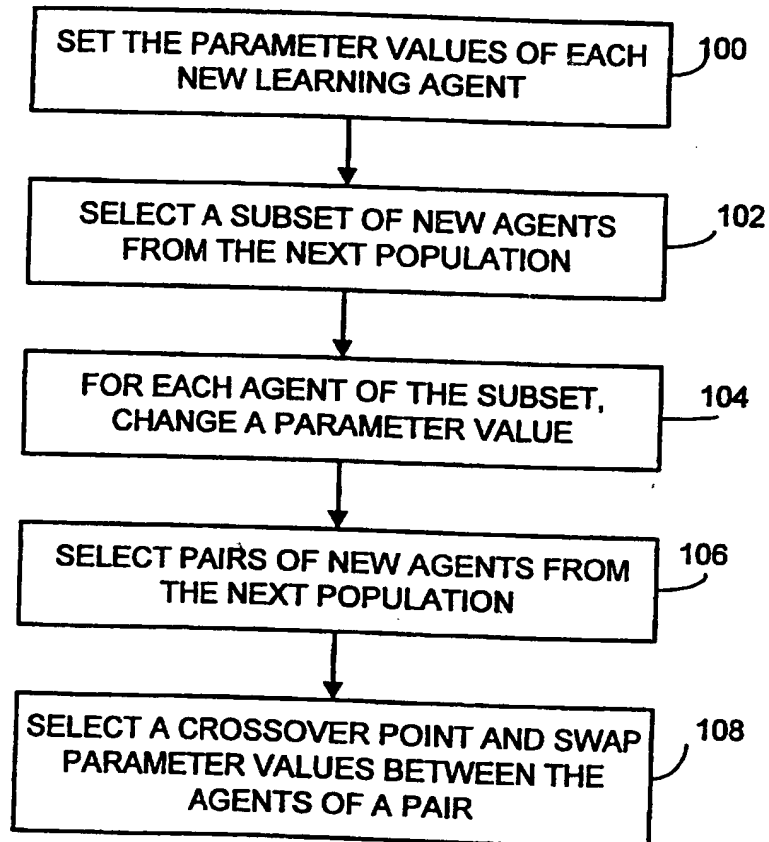 SET THE PARAMETER VALUES OF EACH
NEW LEARNING AGENT
100
SELECT A SUBSET OF NEW AGENTS
FROM THE NEXT POPULATION
102
FOR EACH AGENT OF THE SUBSET,
CHANGE A PARAMETER VALUE
104
SELECT PAIRS OF NEW AGENTS FROM
THE NEXT POPULATION
106
SELECT A CROSSOVER POINT AND SWAP
PARAMETER VALUES BETWEEN THE
AGENTS OF A PAIR
108